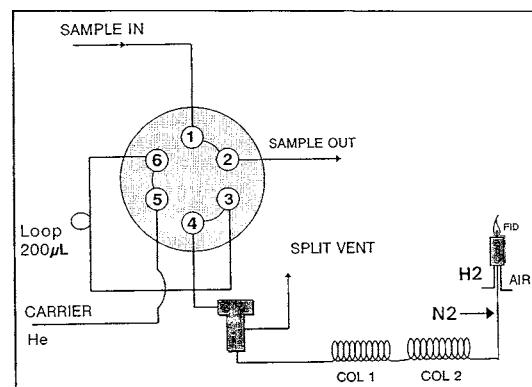 SAMPLE IN
1
6
2
SAMPLE OUT
5
3
4
Loop
200µL
SPLIT VENT
FID
H2
AIR
CARRIER
He
N2
COL 1
COL 2